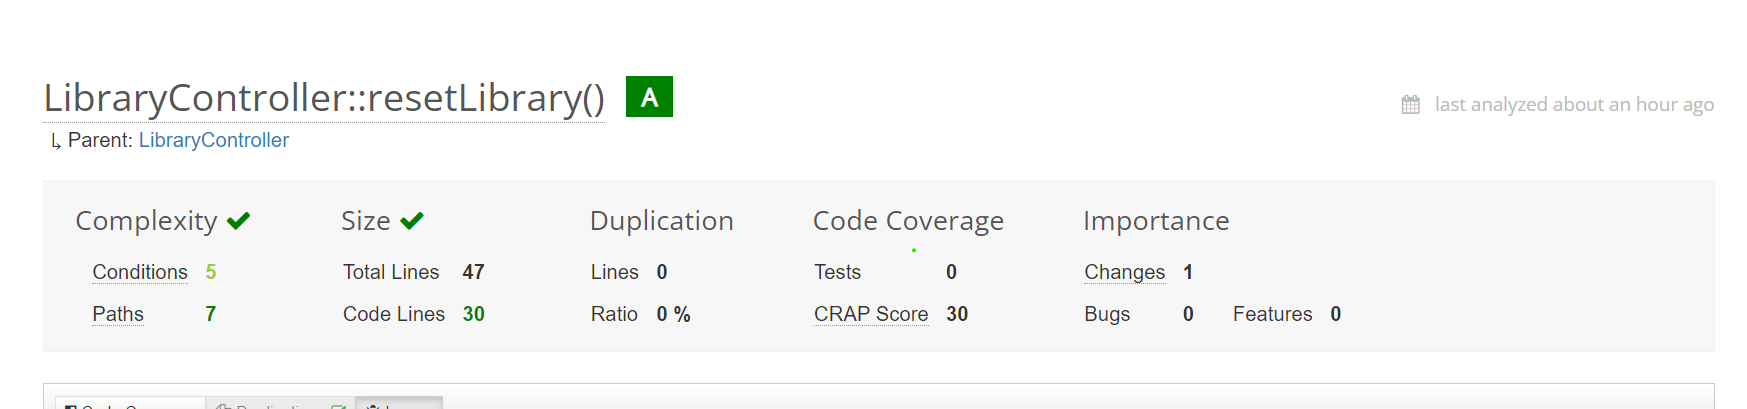 LibraryController::resetLibrary() A
last analyzed about an hour ago
Parent: LibraryController
Complexity Size Duplication Code Coverage Importance
Conditions 5 Total Lines 47 Lines 0 Tests 0 Changes 1
Paths 7 Code Lines 30 Ratio 0 % CRAP Score 30 Bugs 0 Features 0